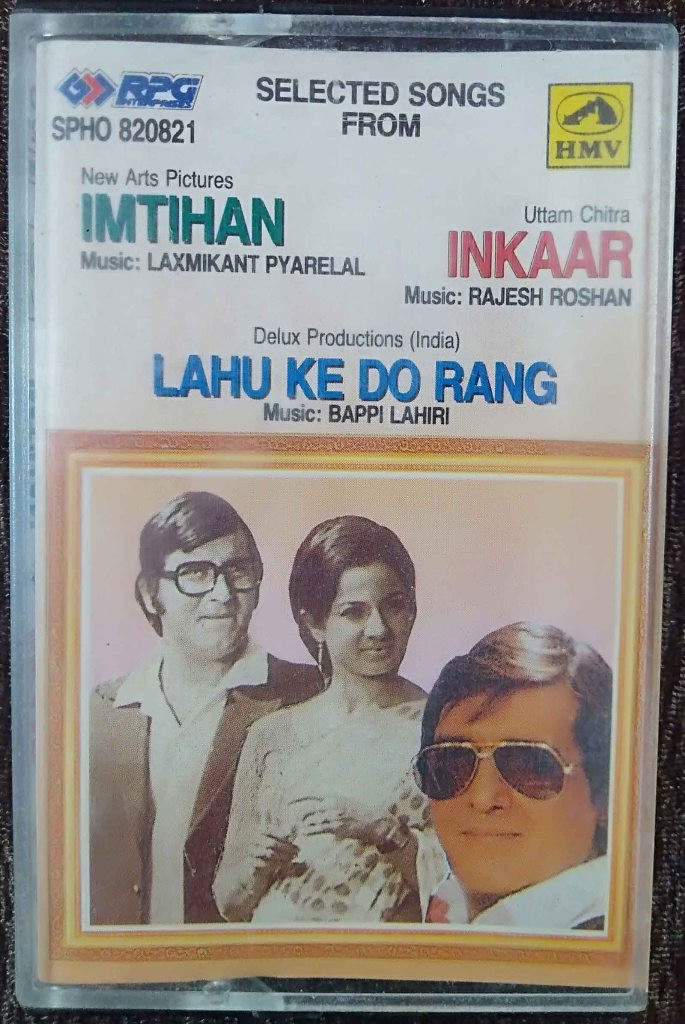 RPG
ENTERPRISES
SPHO 820821
SELECTED SONGS
FROM
HMV
New Arts Pictures
IMTIHAN
Music: LAXMIKANT PYARELAL
Uttam Chitra
INKAAR
Music: RAJESH ROSHAN
Delux Productions (India)
LAHU KE DO RANG
Music: BAPPI LAHIRI